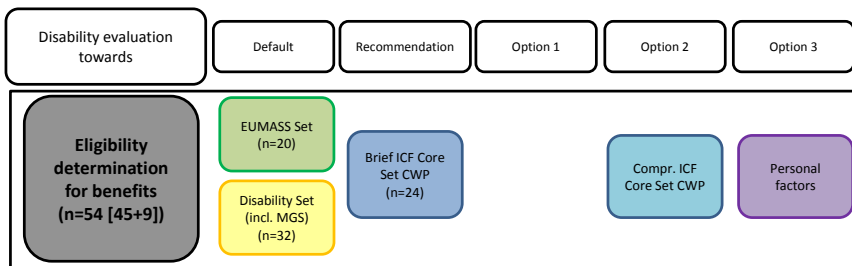 Disability evaluation
towards
Default
Recommendation
Option 1
Option 2
Option 3
Eligibility
determination
for benefits
(n=54 [45+9])
EUMASS Set
(n=20)
Disability Set
(incl. MGS)
(n=32)
Brief ICF Core
Set CWP
(n=24)
Compr. ICF
Core Set CWP
Personal
factors